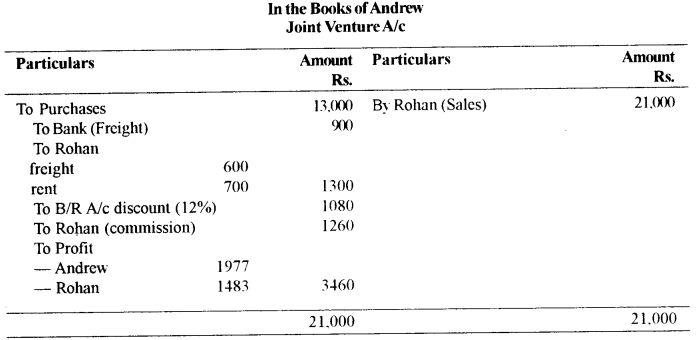 In the Books of Andrew
Joint Venture A/c
Particulars Amount Rs. Particulars Amount Rs.
To Purchases 13,000 By Rohan (Sales) 21,000
To Bank (Freight) 900
To Rohan
freight 600
rent 700 1300
To B/R A/c discount (12%) 1080
To Rohan (commission) 1260
To Profit
— Andrew 1977
— Rohan 1483 3460
21,000 21,000